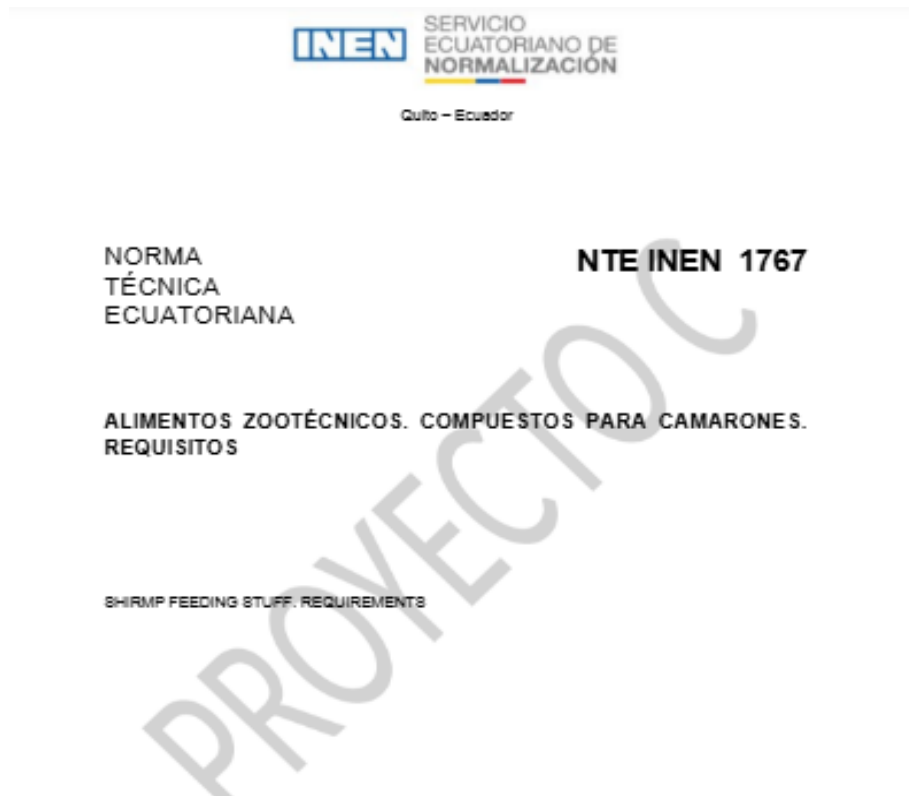 INEN
SERVICIO
ECUATORIANO DE
NORMALIZACIÓN
Quito – Ecuador
NORMA
TÉCNICA
ECUATORIANA
NTE INEN 1767
ALIMENTOS ZOOTÉCNICOS. COMPUESTOS PARA CAMARONES.
REQUISITOS
SHIRMP FEEDING STUFF. REQUIREMENTS
PROYECTO C